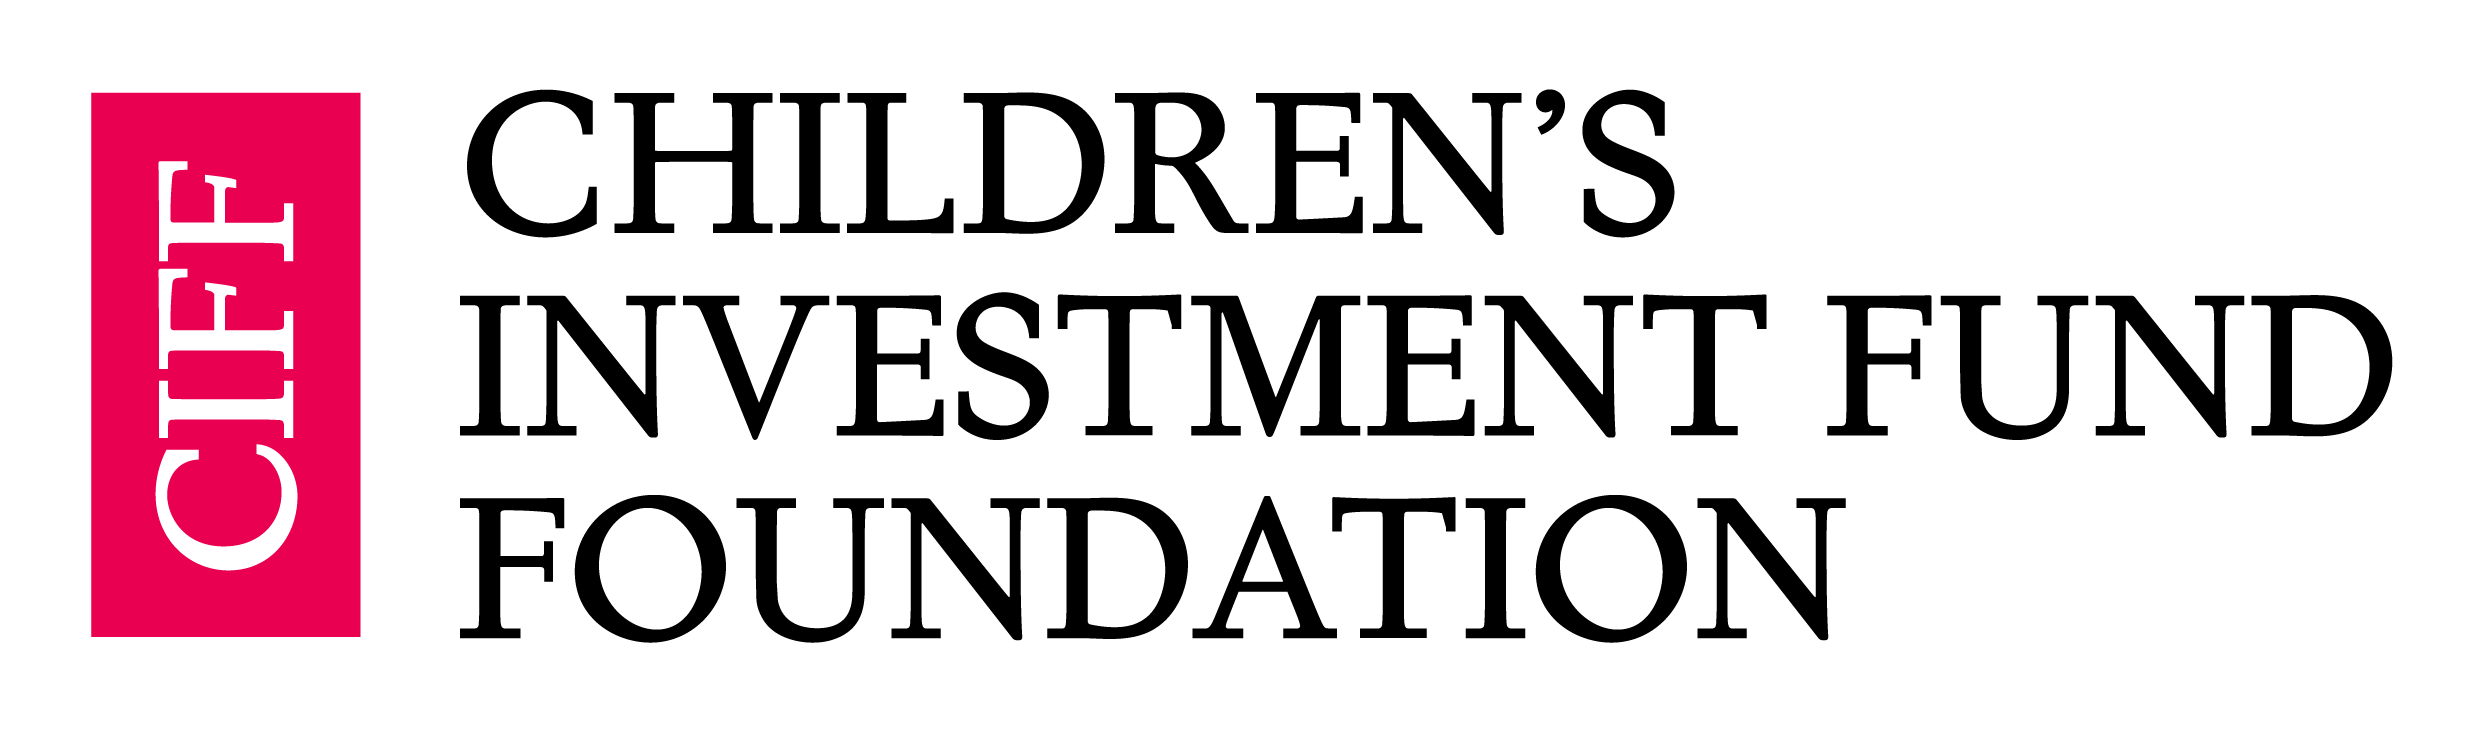 CIFF
CHILDREN’S
INVESTMENT FUND
FOUNDATION